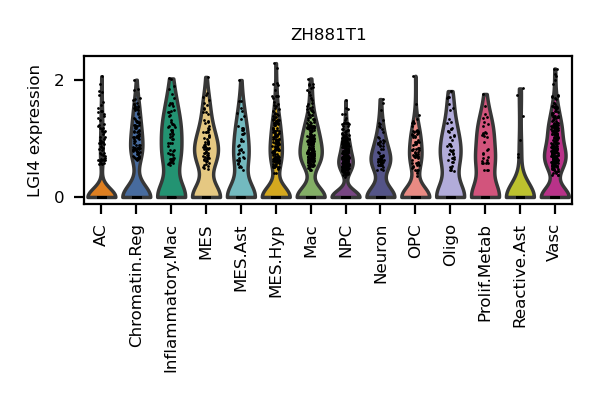 ZH881T1
LGI4 expression
2
0
AC
Chromatin.Reg
Inflammatory.Mac
MES
MES.Ast
MES.Hyp
Mac
NPC
Neuron
OPC
Oligo
Prolif.Metab
Reactive.Ast
Vasc